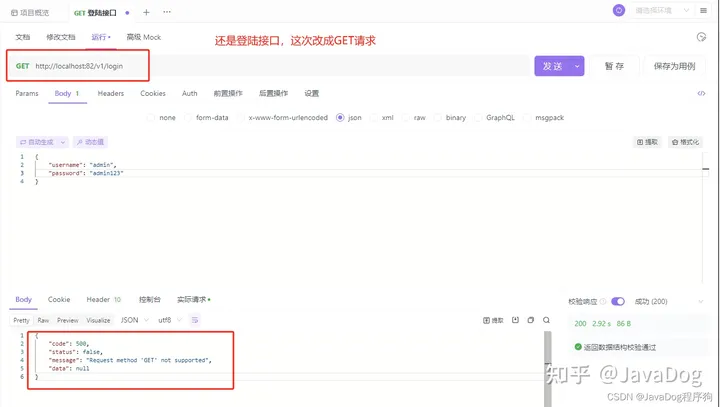 项目概览 GET 登陆接口 + ···
请选择环境
文档 修改文档 运行 高级 Mock
还是登陆接口，这次改成GET请求
GET http://localhost:82/v1/login
发 送 暂 存 保存为用例
Params Body 1 Headers Cookies Auth 前置操作 后置操作 设置
none form-data x-www-form-urlencoded json xml raw binary GraphQL msgpack
自动生成 动态值 提取 格式化
1 {
2 "username": "admin",
3 "password": "admin123"
4 }
Body Cookie Header 10 控制台 实际请求 校验响应 成功 (200)
Pretty Raw Preview Visualize JSON utf8 提取
200 2.92 s 86 B
返回数据结构校验通过
1 {
2 "code": 500,
3 "status": false,
4 "message": "Request method 'GET' not supported",
5 "data": null
6 }
知乎 @JavaDog
CSDN @JavaDog程序狗